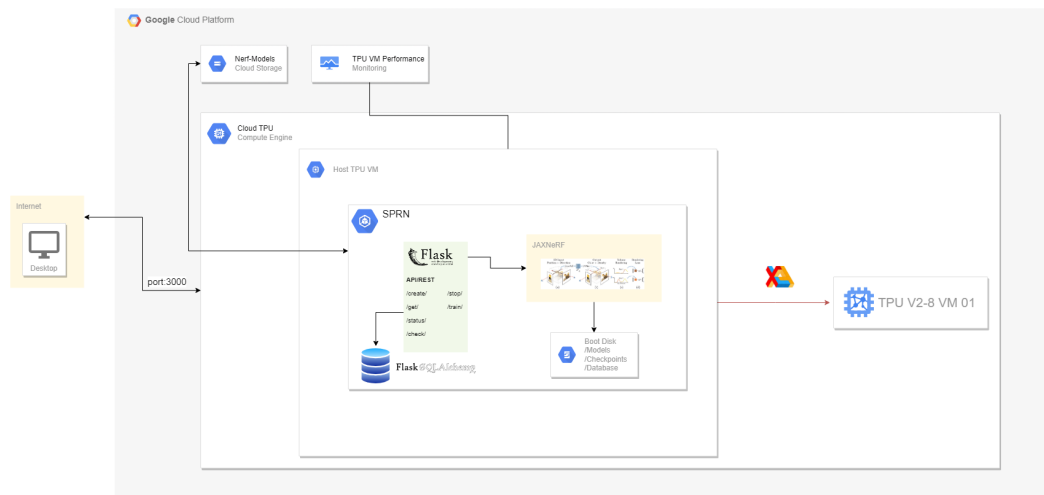 Google Cloud Platform
Nerf-Models
Cloud Storage
TPU VM Performance
Monitoring
Cloud TPU
Compute Engine
Host TPU VM
Internet
Desktop
port:3000
SPRN
Flask
API/REST
/create/ /stop/
/get/ /train/
/status/
/check/
JAXNeRF
Boot Disk
/Models
/Checkpoints
/Database
Flask SQLAlchemy
TPU V2-8 VM 01